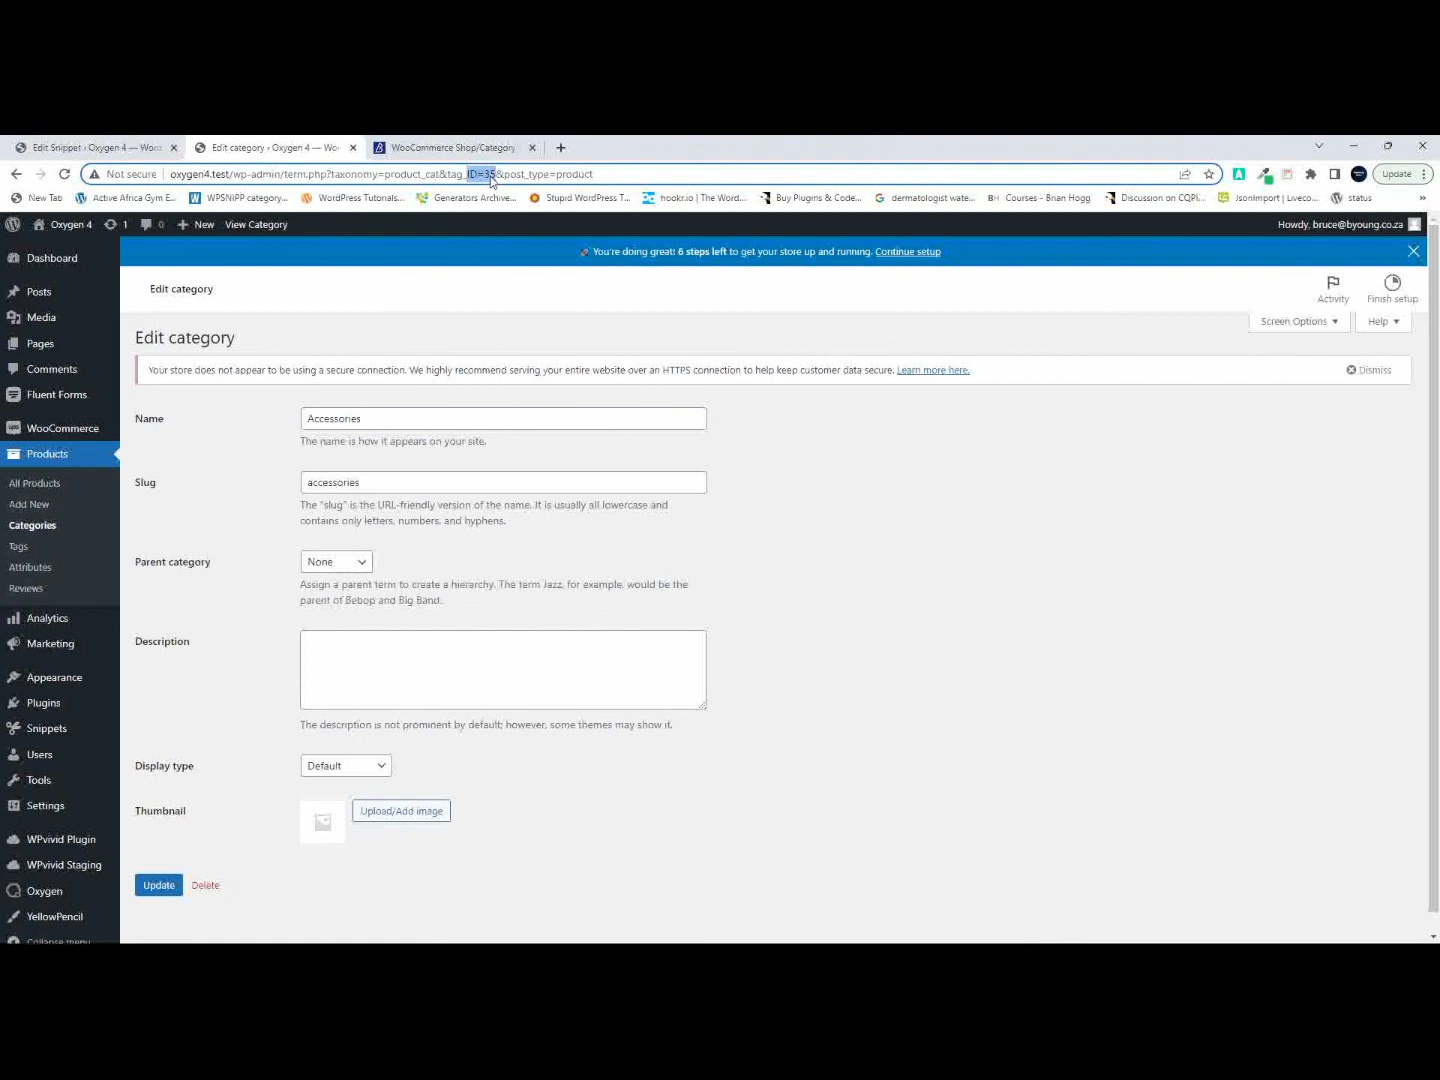 Edit Snippet ‹ Oxygen 4 — Wor
Edit category ‹ Oxygen 4 — Wo
WooCommerce Shop/Category
Not secure
oxygen4.test/wp-admin/term.php?taxonomy=product_cat&tag_ID=35&post_type=product
Update
New Tab
Active Africa Gym E...
WPSNIPP category...
WordPress Tutorials...
Generators Archive...
Stupid WordPress T...
hookr.io | The Word...
Buy Plugins & Code...
dermatologist wate...
BH
Courses - Brian Hogg
Discussion on CQPI...
JsonImport | Liveco...
status
»
Oxygen 4
1
0
New
View Category
Howdy, bruce@byoung.co.za
You're doing great! 6 steps left to get your store up and running. Continue setup
Dashboard
Posts
Media
Pages
Comments
Fluent Forms
WooCommerce
Products
All Products
Add New
Categories
Tags
Attributes
Reviews
Analytics
Marketing
Appearance
Plugins
Snippets
Users
Tools
Settings
WPvivid Plugin
WPvivid Staging
Oxygen
YellowPencil
Collapse menu
Edit category
Activity
Finish setup
Screen Options
Help
Edit category
Your store does not appear to be using a secure connection. We highly recommend serving your entire website over an HTTPS connection to help keep customer data secure. Learn more here.
Dismiss
Name
Accessories
The name is how it appears on your site.
Slug
accessories
The "slug" is the URL-friendly version of the name. It is usually all lowercase and
contains only letters, numbers, and hyphens.
Parent category
None
Assign a parent term to create a hierarchy. The term Jazz, for example, would be the
parent of Bebop and Big Band.
Description
The description is not prominent by default; however, some themes may show it.
Display type
Default
Thumbnail
Upload/Add image
Update
Delete